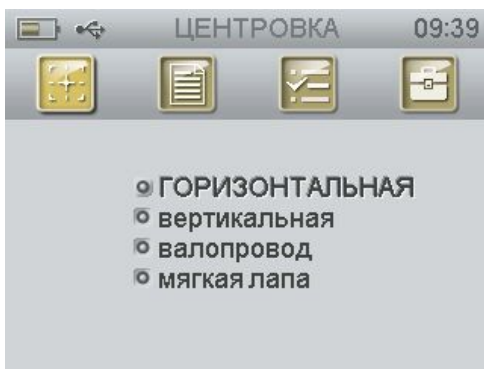 ЦЕНТРОВКА 09:39
ГОРИЗОНТАЛЬНАЯ
вертикальная
валопровод
мягкая лапа